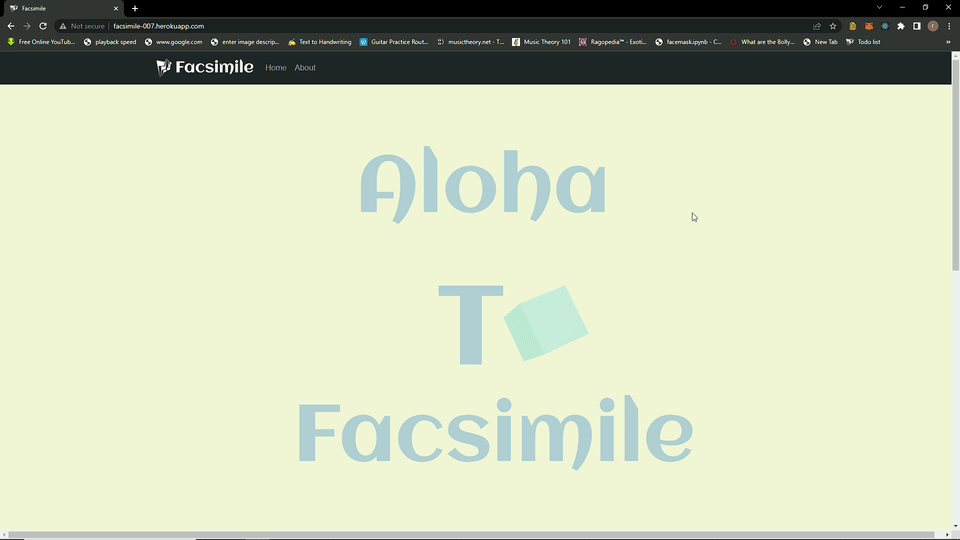 Facsimile
Not secure facsimile-007.herokuapp.com
Free Online YouTub... playback speed www.google.com enter image descrip... Text to Handwriting Guitar Practice Rout... musictheory.net - T... Music Theory 101 Ragopedia™ - Exoti... facemask.ipynb - C... What are the Bolly... New Tab Todo list
Facsimile Home About
Aloha
T
Facsimile